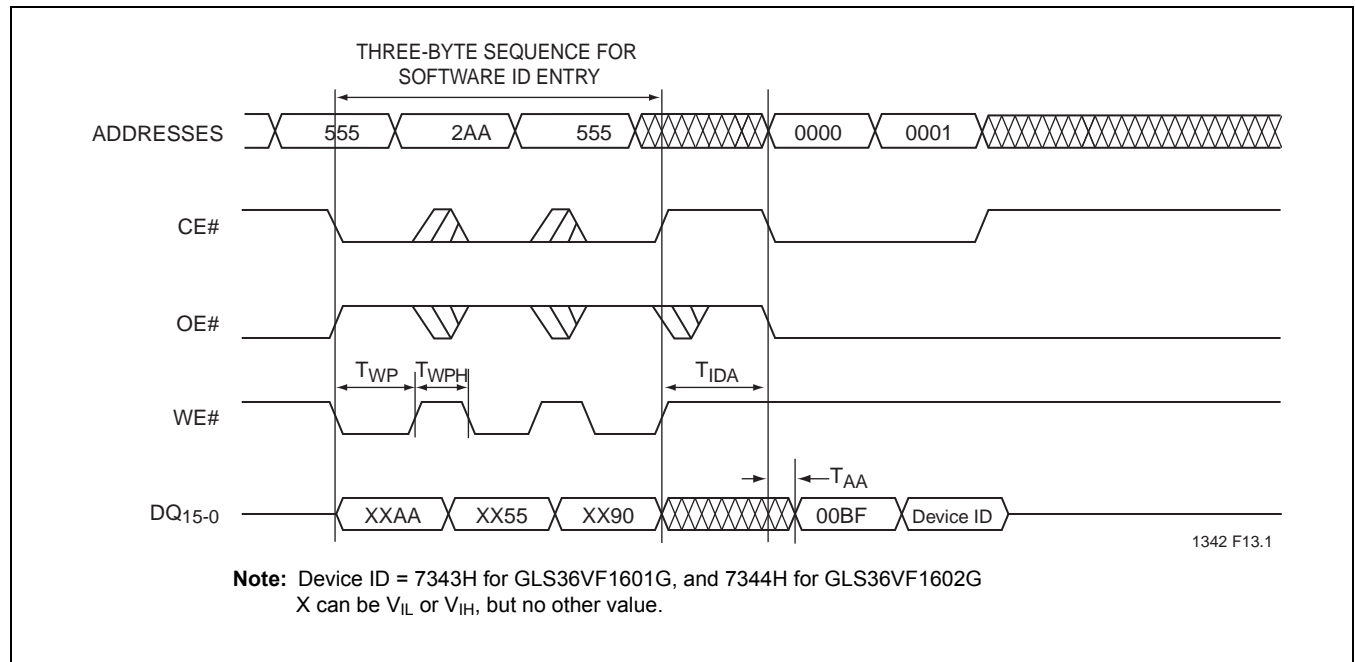 THREE-BYTE SEQUENCE FOR
SOFTWARE ID ENTRY
ADDRESSES 555 2AA 555 0000 0001
CE#
OE#
TWP TWPH TIDA
WE#
TAA
DQ15-0 XXAA XX55 XX90 00BF Device ID
1342 F13.1
Note: Device ID = 7343H for GLS36VF1601G, and 7344H for GLS36VF1602G
X can be VIL or VIH, but no other value.